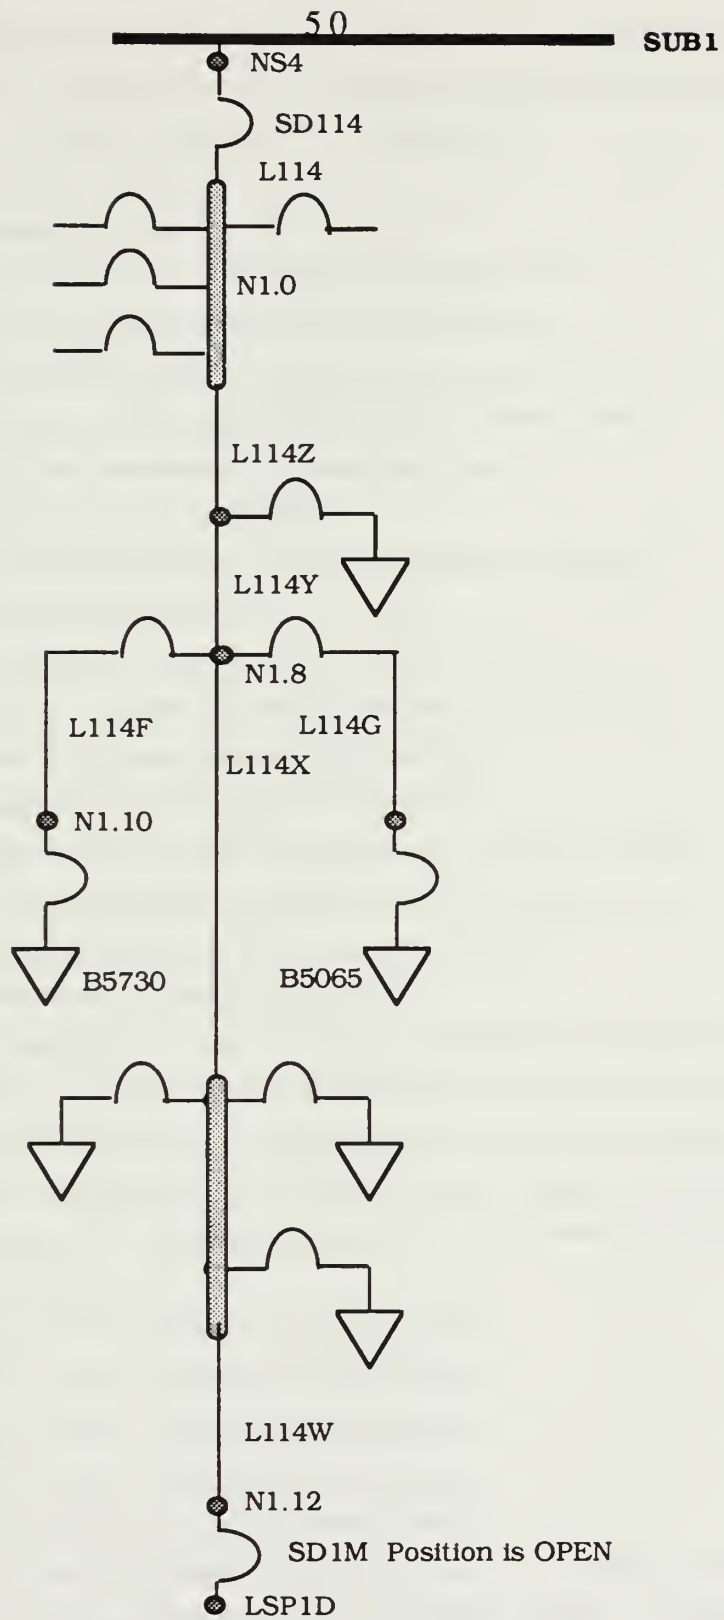 50
SUB1
NS4
SD114
L114
N1.0
L114Z
L114Y
N1.8
L114F
L114G
L114X
N1.10
B5730
B5065
L114W
N1.12
SD1M Position is OPEN
LSP1D